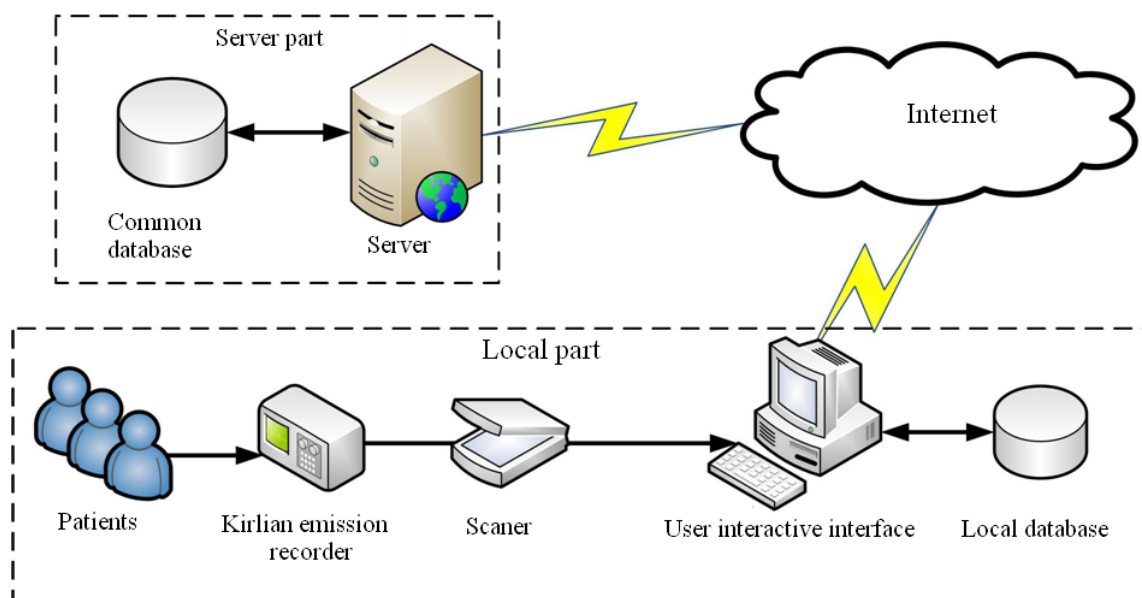 Server part
Common
database
Server
Internet
Local part
Patients
Kirlian emission
recorder
Scaner
User interactive interface
Local database